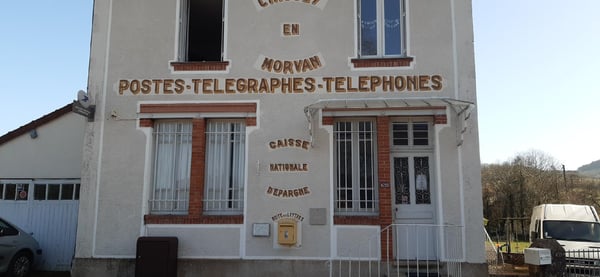 EN
MORVAN
POSTES-TELEGRAPHES-TELEPHONES
CAISSE
NATIONALE
D'EPARGNE